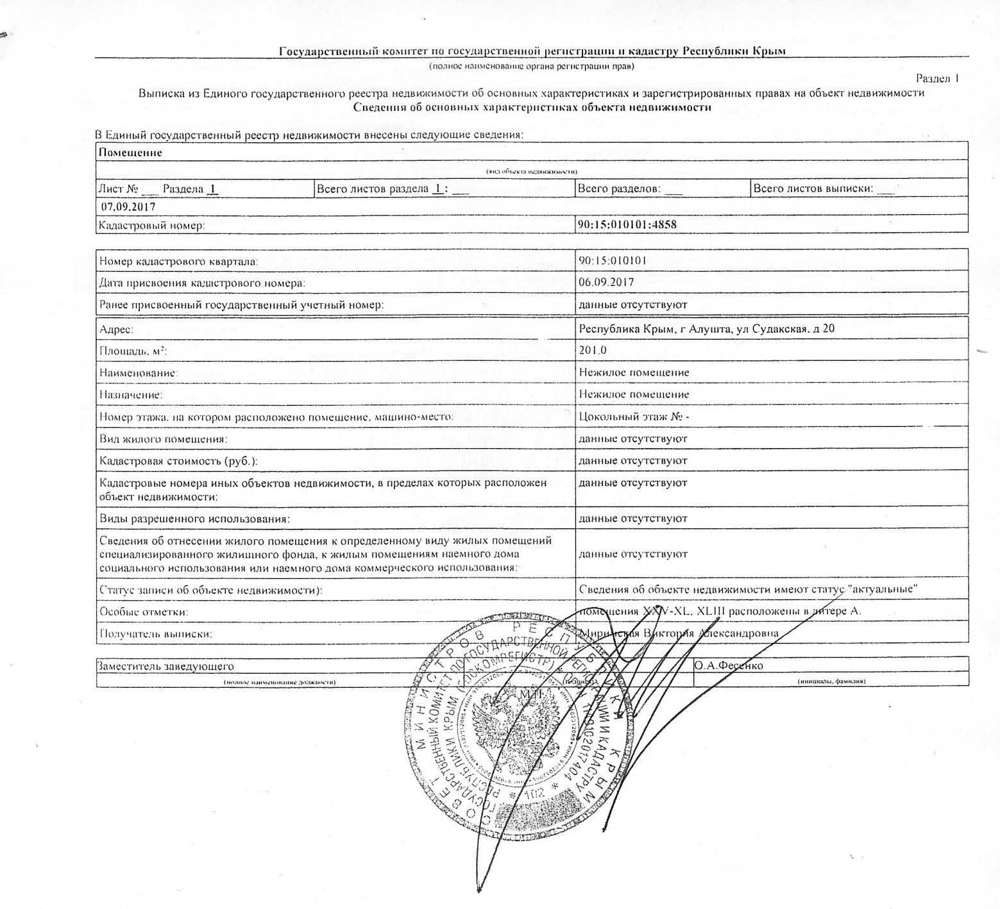 Государственный комитет по государственной регистрации и кадастру Республики Крым
(полное наименование органа регистрации прав)
Раздел 1
Выписка из Единого государственного реестра недвижимости об основных характеристиках и зарегистрированных правах на объект недвижимости
Сведения об основных характеристиках объекта недвижимости
В Единый государственный реестр недвижимости внесены следующие сведения:
Помещение
(вид объекта недвижимости)
Лист № ___ Раздела 1 Всего листов раздела 1 : ___ Всего разделов: ___ Всего листов выписки: ___
07.09.2017
Кадастровый номер: 90:15:010101:4858
Номер кадастрового квартала: 90:15:010101
Дата присвоения кадастрового номера: 06.09.2017
Ранее присвоенный государственный учетный номер: данные отсутствуют
Адрес: Республика Крым, г Алушта, ул Судакская, д 20
Площадь, м²: 201.0
Наименование: Нежилое помещение
Назначение: Нежилое помещение
Номер этажа, на котором расположено помещение, машино-место: Цокольный этаж № -
Вид жилого помещения: данные отсутствуют
Кадастровая стоимость (руб.): данные отсутствуют
Кадастровые номера иных объектов недвижимости, в пределах которых расположен данные отсутствуют
объект недвижимости:
Виды разрешенного использования: данные отсутствуют
Сведения об отнесении жилого помещения к определенному виду жилых помещений
специализированного жилищного фонда, к жилым помещениям наемного дома данные отсутствуют
социального использования или наемного дома коммерческого использования:
Статус записи об объекте недвижимости): Сведения об объекте недвижимости имеют статус "актуальные"
Особые отметки: помещения XXIV-XL, XLIII расположены в литере А.
Получатель выписки: Виктория Александровна
Заместитель заведующего О.А.Фесенко
(полное наименование должности) (подпись) (инициалы, фамилия)
М.П.
СОВЕТ МИНИСТРОВ РЕСПУБЛИКИ КРЫМ
ГОСУДАРСТВЕННЫЙ КОМИТЕТ ПО ГОСУДАРСТВЕННОЙ РЕГИСТРАЦИИ И КАДАСТРУ
РЕСПУБЛИКИ КРЫМ (ГОСКОМРЕГИСТР) * ОГРН 1149102017404
* 102 *